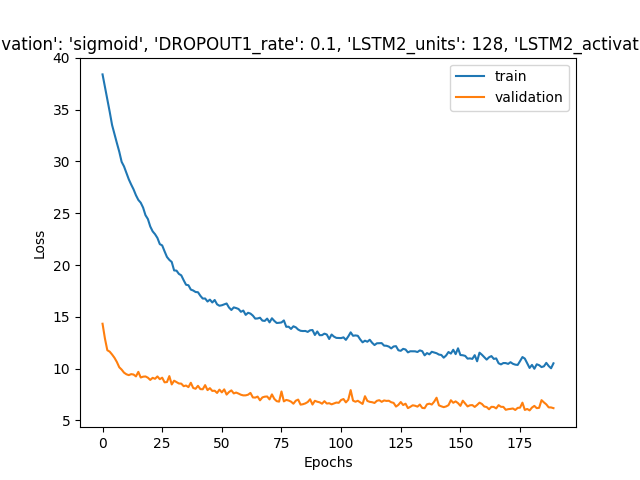 vation': 'sigmoid', 'DROPOUT1_rate': 0.1, 'LSTM2_units': 128, 'LSTM2_activat
40
35
30
25
20
15
10
5
Loss
train
validation
0 25 50 75 100 125 150 175
Epochs